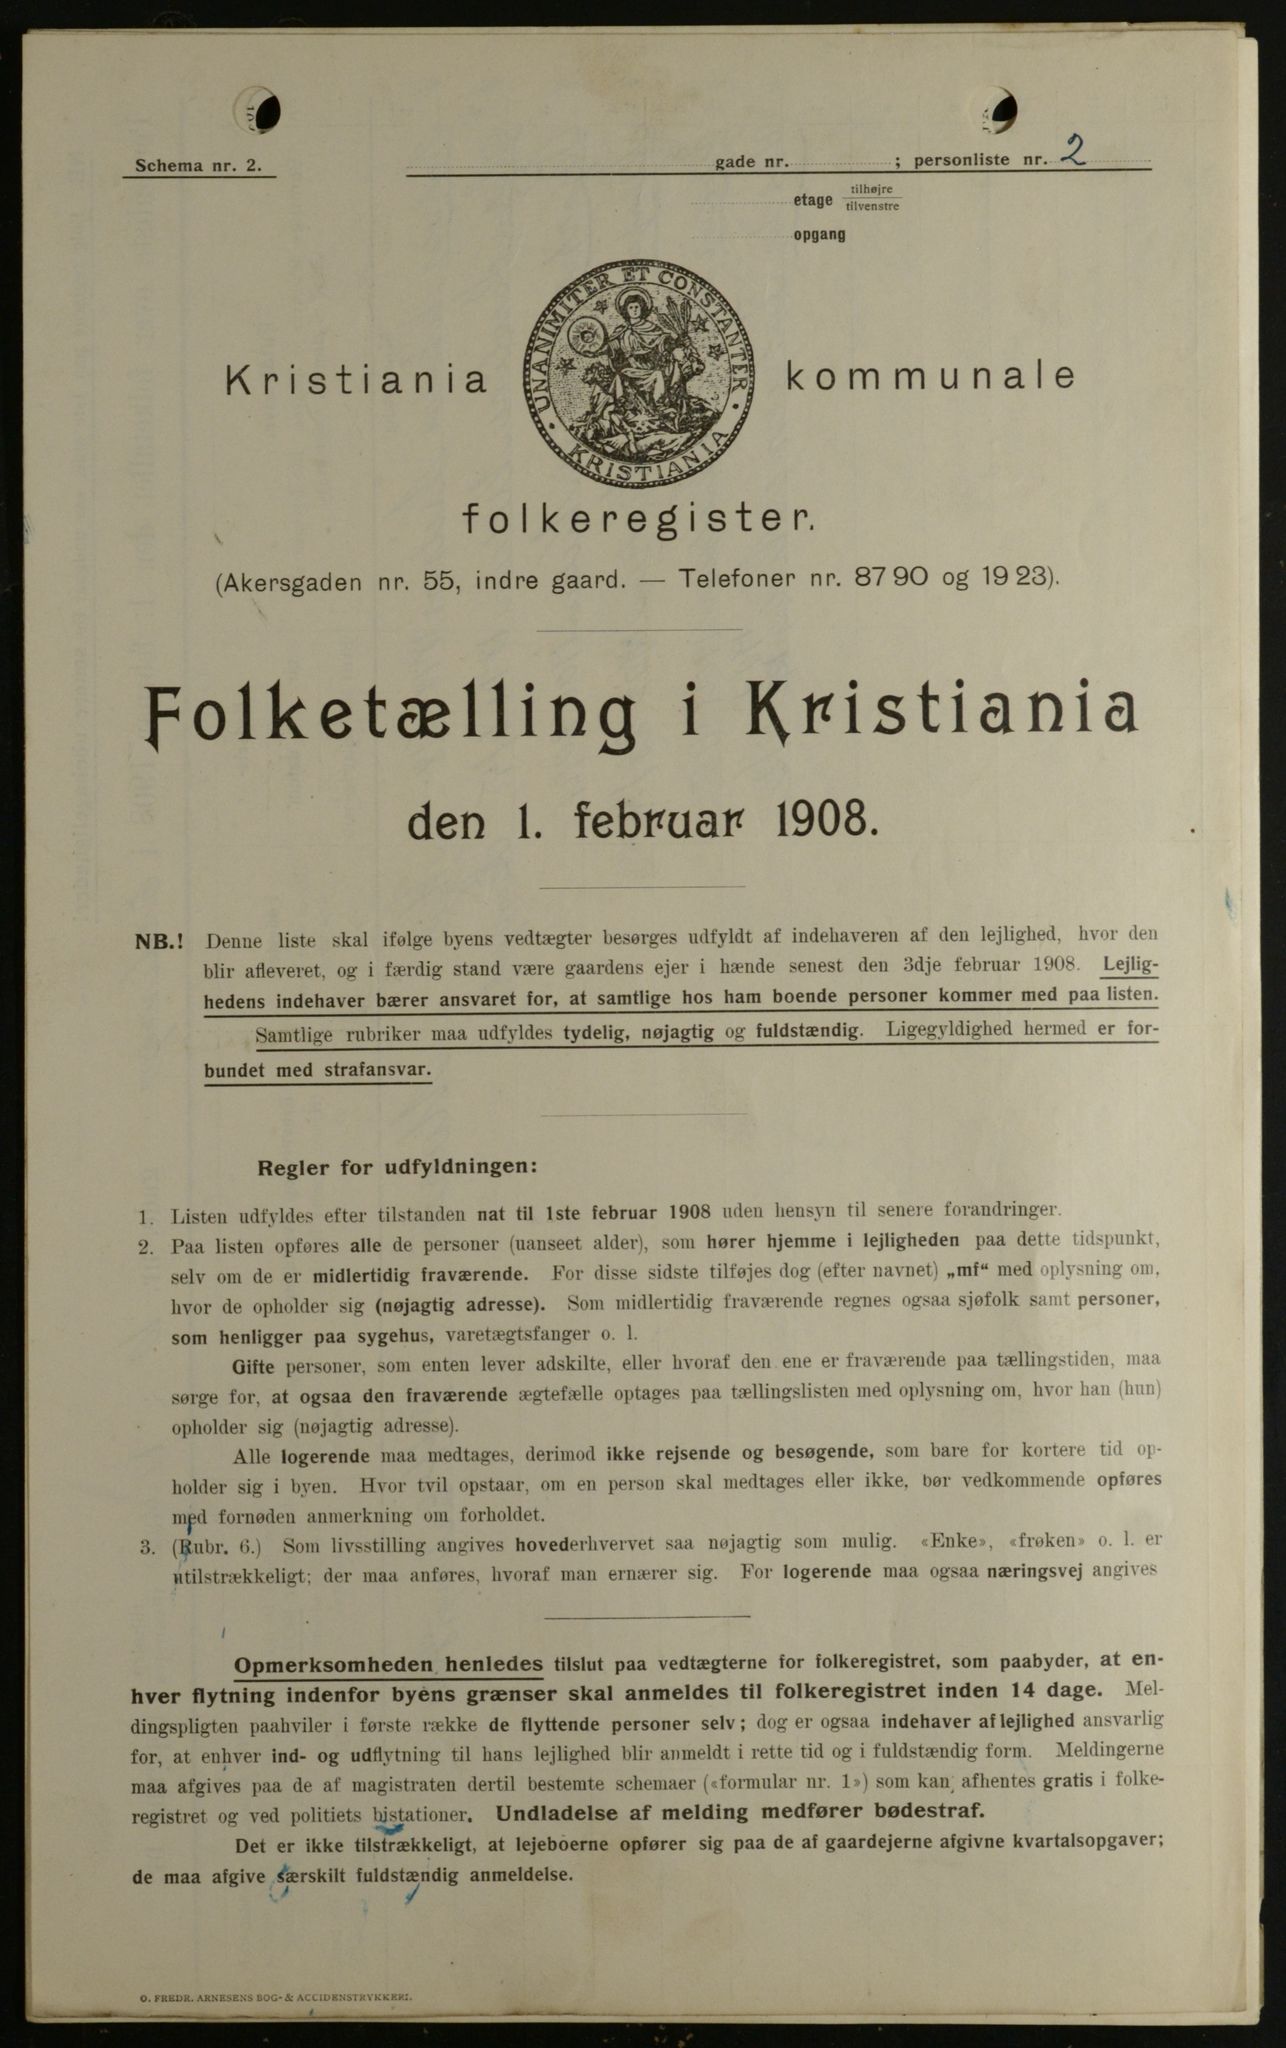 Schema nr. 2.
gade nr. ; personliste nr. 2
etage tilhøjre
tilvenstre
opgang
UNANIMITER ET CONSTANTER · KRISTIANIA ·
Kristiania kommunale
folkeregister.
(Akersgaden nr. 55, indre gaard. — Telefoner nr. 87 90 og 19 23).
Folketælling i Kristiania
den 1. februar 1908.
NB.! Denne liste skal ifølge byens vedtægter besørges udfyldt af indehaveren af den lejlighed, hvor den
blir afleveret, og i færdig stand være gaardens ejer i hænde senest den 3dje februar 1908. Lejlig-
hedens indehaver bærer ansvaret for, at samtlige hos ham boende personer kommer med paa listen.
Samtlige rubriker maa udfyldes tydelig, nøjagtig og fuldstændig. Ligegyldighed hermed er for-
bundet med strafansvar.
Regler for udfyldningen:
1. Listen udfyldes efter tilstanden nat til 1ste februar 1908 uden hensyn til senere forandringer.
2. Paa listen opføres alle de personer (uanseet alder), som hører hjemme i lejligheden paa dette tidspunkt,
selv om de er midlertidig fraværende. For disse sidste tilføjes dog (efter navnet) „mf“ med oplysning om,
hvor de opholder sig (nøjagtig adresse). Som midlertidig fraværende regnes ogsaa sjøfolk samt personer,
som henligger paa sygehus, varetægtsfanger o. l.
Gifte personer, som enten lever adskilte, eller hvoraf den ene er fraværende paa tællingstiden, maa
sørge for, at ogsaa den fraværende ægtefælle optages paa tællingslisten med oplysning om, hvor han (hun)
opholder sig (nøjagtig adresse).
Alle logerende maa medtages, derimod ikke rejsende og besøgende, som bare for kortere tid op-
holder sig i byen. Hvor tvil opstaar, om en person skal medtages eller ikke, bør vedkommende opføres
med fornøden anmerkning om forholdet.
3. (Rubr. 6.) Som livsstilling angives hovederhvervet saa nøjagtig som mulig. «Enke», «frøken» o. l. er
utilstrækkeligt; der maa anføres, hvoraf man ernærer sig. For logerende maa ogsaa næringsvej angives
Opmerksomheden henledes tilslut paa vedtægterne for folkeregistret, som paabyder, at en-
hver flytning indenfor byens grænser skal anmeldes til folkeregistret inden 14 dage. Mel-
dingspligten paahviler i første række de flyttende personer selv; dog er ogsaa indehaver af lejlighed ansvarlig
for, at enhver ind- og udflytning til hans lejlighed blir anmeldt i rette tid og i fuldstændig form. Meldingerne
maa afgives paa de af magistraten dertil bestemte schemaer («formular nr. 1») som kan afhentes gratis i folke-
registret og ved politiets bistationer. Undladelse af melding medfører bødestraf.
Det er ikke tilstrækkeligt, at lejeboerne opfører sig paa de af gaardejerne afgivne kvartalsopgaver;
de maa afgive særskilt fuldstændig anmeldelse.
O. FREDR. ARNESENS BOG- & ACCIDENSTRYKKERI.